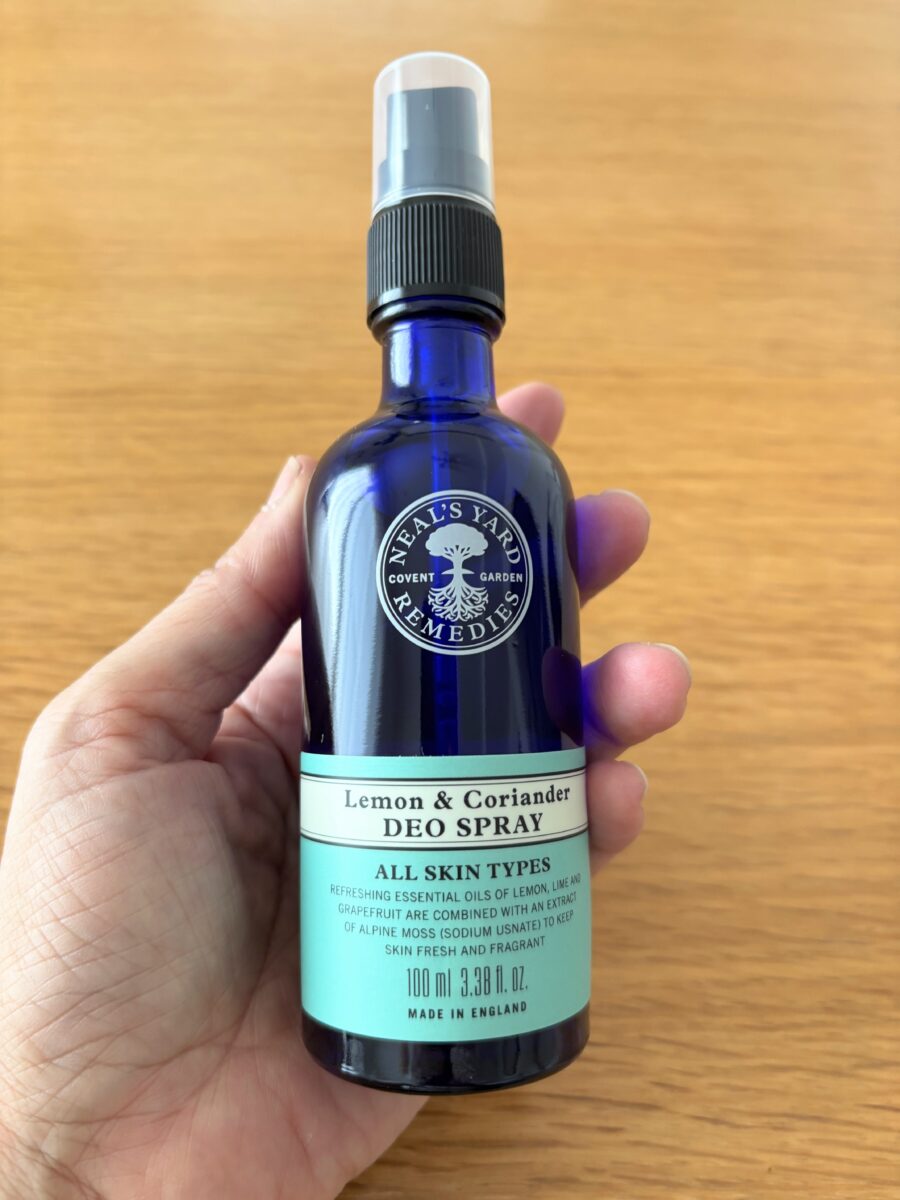 NEAL'S YARD
COVENT GARDEN
REMEDIES
Lemon & Coriander
DEO SPRAY
ALL SKIN TYPES
REFRESHING ESSENTIAL OILS OF LEMON, LIME AND
GRAPEFRUIT ARE COMBINED WITH AN EXTRACT
OF ALPINE MOSS (SODIUM USNATE) TO KEEP
SKIN FRESH AND FRAGRANT
100 ml 3.38 fl. oz.
MADE IN ENGLAND